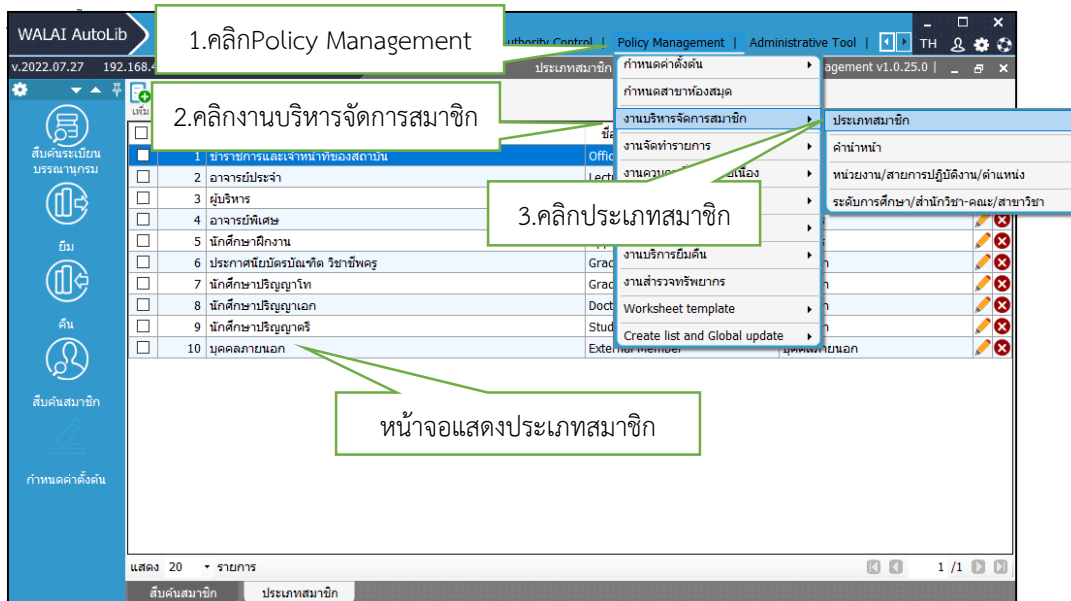 WALAI AutoLib
1.คลิกPolicy Management
Authority Control | Policy Management | Administrative Tool | TH
v.2022.07.27 192.168.4
ประเภทสมาชิก
agement v1.0.25.0 |
กำหนดค่าตั้งต้น
กำหนดสาขาห้องสมุด
เพิ่ม
2.คลิกงานบริหารจัดการสมาชิก
งานบริหารจัดการสมาชิก
ประเภทสมาชิก
สืบค้นระเบียน
บรรณานุกรม
1 ข้าราชการและเจ้าหน้าที่ของสถาบัน Offic
งานจัดทำรายการ
คำนำหน้า
2 อาจารย์ประจำ Lectu
หน่วยงาน/สายการปฏิบัติงาน/ตำแหน่ง
3 ผู้บริหาร
3.คลิกประเภทสมาชิก
ระดับการศึกษา/สำนักวิชา-คณะ/สาขาวิชา
4 อาจารย์พิเศษ
ยืม
5 นักศึกษาฝึกงาน
งานบริการยืมคืน
6 ประกาศนียบัตรบัณฑิต วิชาชีพครู Grad
7 นักศึกษาปริญญาโท Grad
งานสำรวจทรัพยากร
8 นักศึกษาปริญญาเอก Doct
Worksheet template
คืน
9 นักศึกษาปริญญาตรี Stud
Create list and Global update
10 บุคคลภายนอก External Member บุคคลภายนอก
สืบค้นสมาชิก
หน้าจอแสดงประเภทสมาชิก
กำหนดค่าตั้งต้น
แสดง 20 รายการ
1 /1
สืบค้นสมาชิก ประเภทสมาชิก